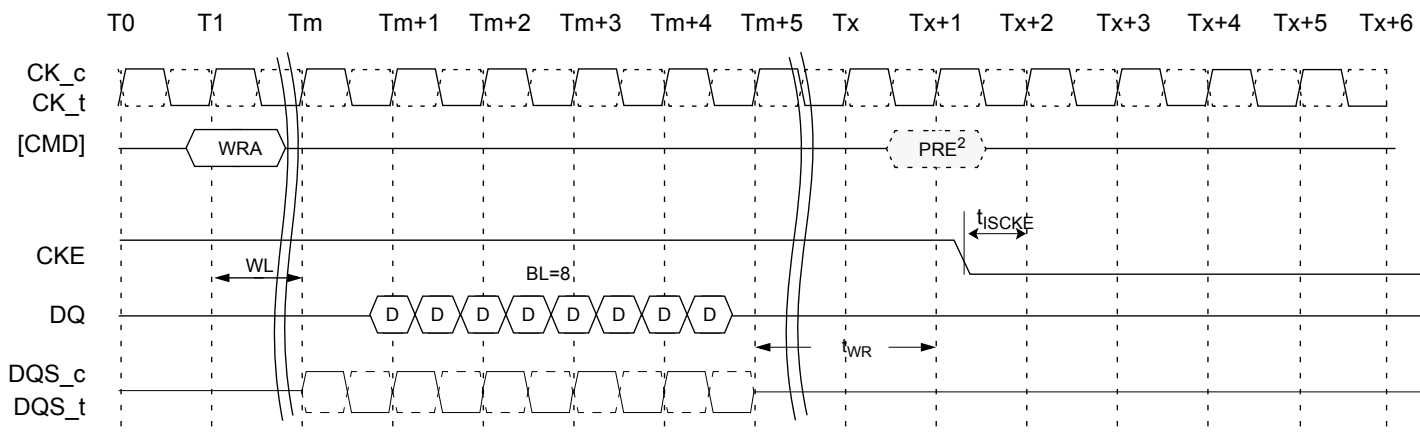 T0 T1 Tm Tm+1 Tm+2 Tm+3 Tm+4 Tm+5 Tx Tx+1 Tx+2 Tx+3 Tx+4 Tx+5 Tx+6
CK_c
CK_t
[CMD] WRA PRE2
tISCKE
CKE
WL BL=8
DQ D D D D D D D D
tWR
DQS_c
DQS_t